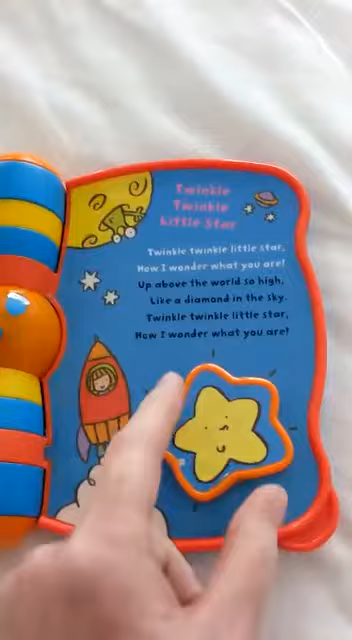 Twinkle
Twinkle
Little Star
Twinkle twinkle little star,
How I wonder what you are!
Up above the world so high,
Like a diamond in the sky.
Twinkle twinkle little star,
How I wonder what you are!